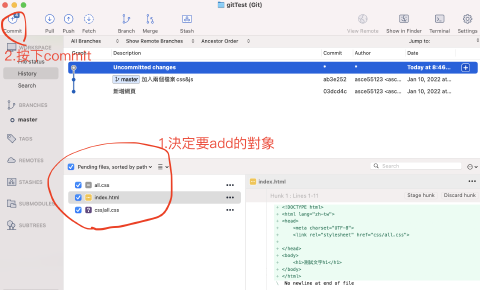 gitTest (Git)
Commit Pull Push Fetch Branch Merge Stash View Remote Show in Finder Terminal Settings
All Branches Show Remote Branches Ancestor Order Jump to:
WORKSPACE
Graph Description Commit Author Date
2.按下commit
File status
Uncommitted changes * * Today at 8:46...
History
master 加入兩個檔案 css&js ab3e252 asce55123 <asc... Jan 10, 2022 at...
Search
新增網頁 03dcd4c asce55123 <asc... Jan 10, 2022 at...
BRANCHES
master
TAGS
1.決定要add的對象
REMOTES
Pending files, sorted by path
Search
STASHES
all.css
index.html
SUBMODULES
css/all.css
SUBTREES
index.html
Hunk 1 : Lines 1-11 Stage hunk Discard hunk
+ <!DOCTYPE html>
+ <html lang="zh-tw">
+ <head>
+ <meta charset="UTF-8">
+ <link rel="stylesheet" href="css/all.css">
+
+ </head>
+ <body>
+ <h1>測試文字h1</h1>
+ </body>
+ </html>
\ No newline at end of file